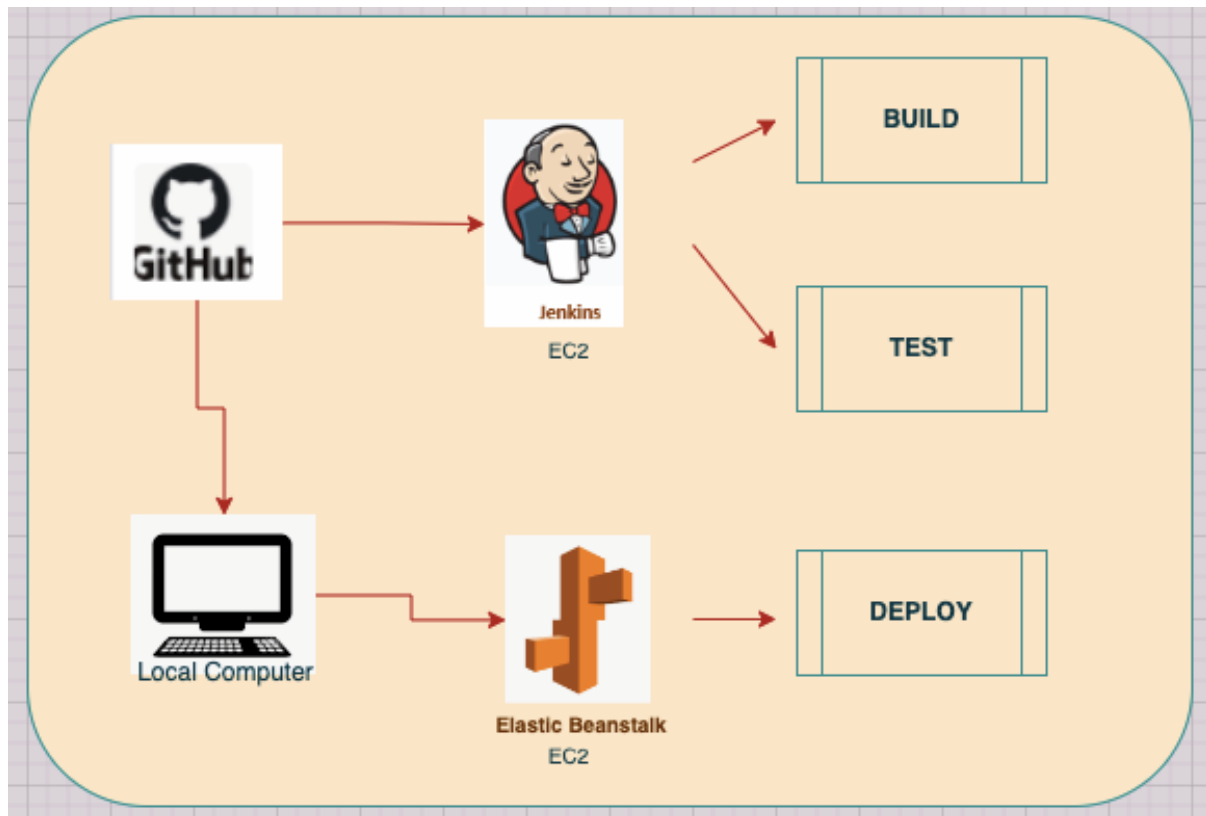 BUILD
GitHub
Jenkins
EC2
TEST
Local Computer
DEPLOY
Elastic Beanstalk
EC2